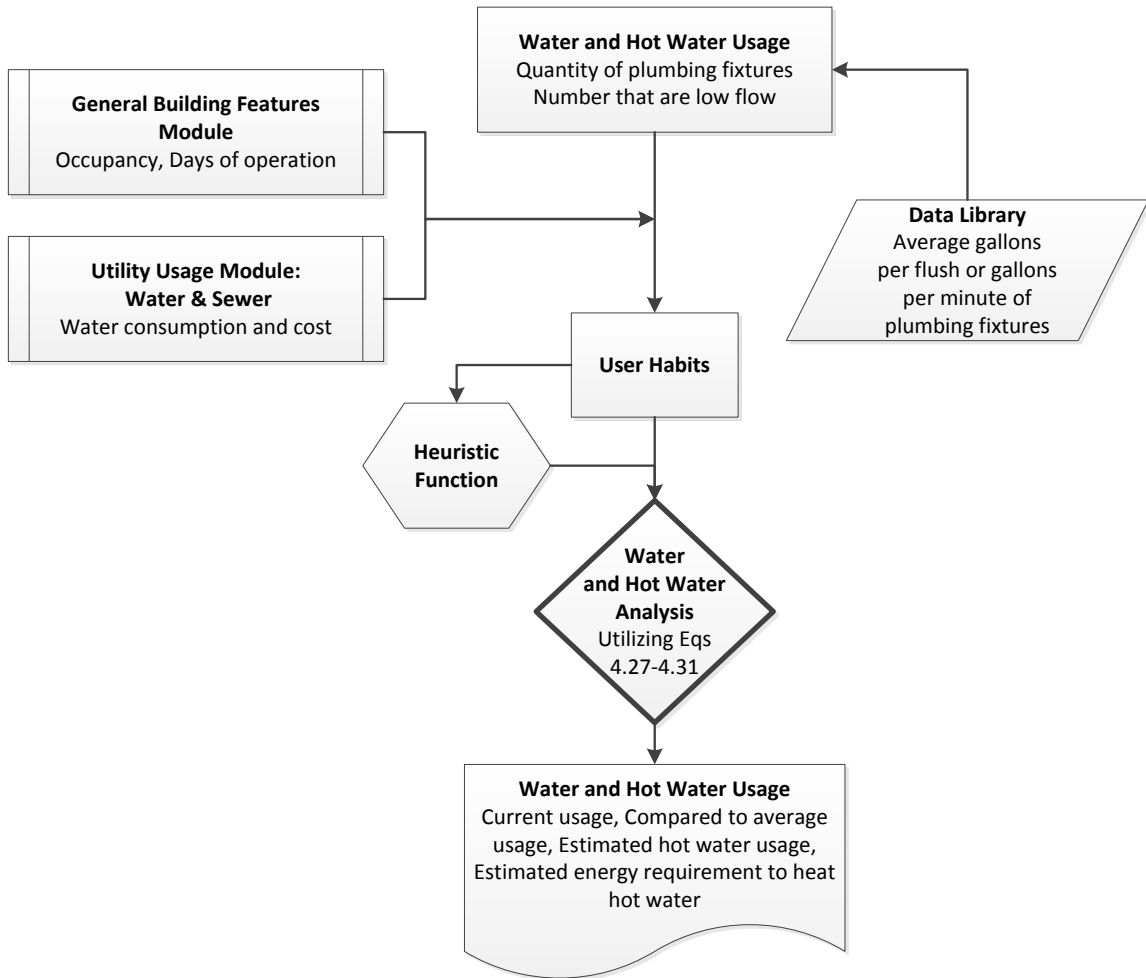 Water and Hot Water Usage
Quantity of plumbing fixtures
Number that are low flow
General Building Features
Module
Occupancy, Days of operation
Utility Usage Module:
Water & Sewer
Water consumption and cost
Data Library
Average gallons
per flush or gallons
per minute of
plumbing fixtures
User Habits
Heuristic
Function
Water
and Hot Water
Analysis
Utilizing Eqs
4.27-4.31
Water and Hot Water Usage
Current usage, Compared to average
usage, Estimated hot water usage,
Estimated energy requirement to heat
hot water